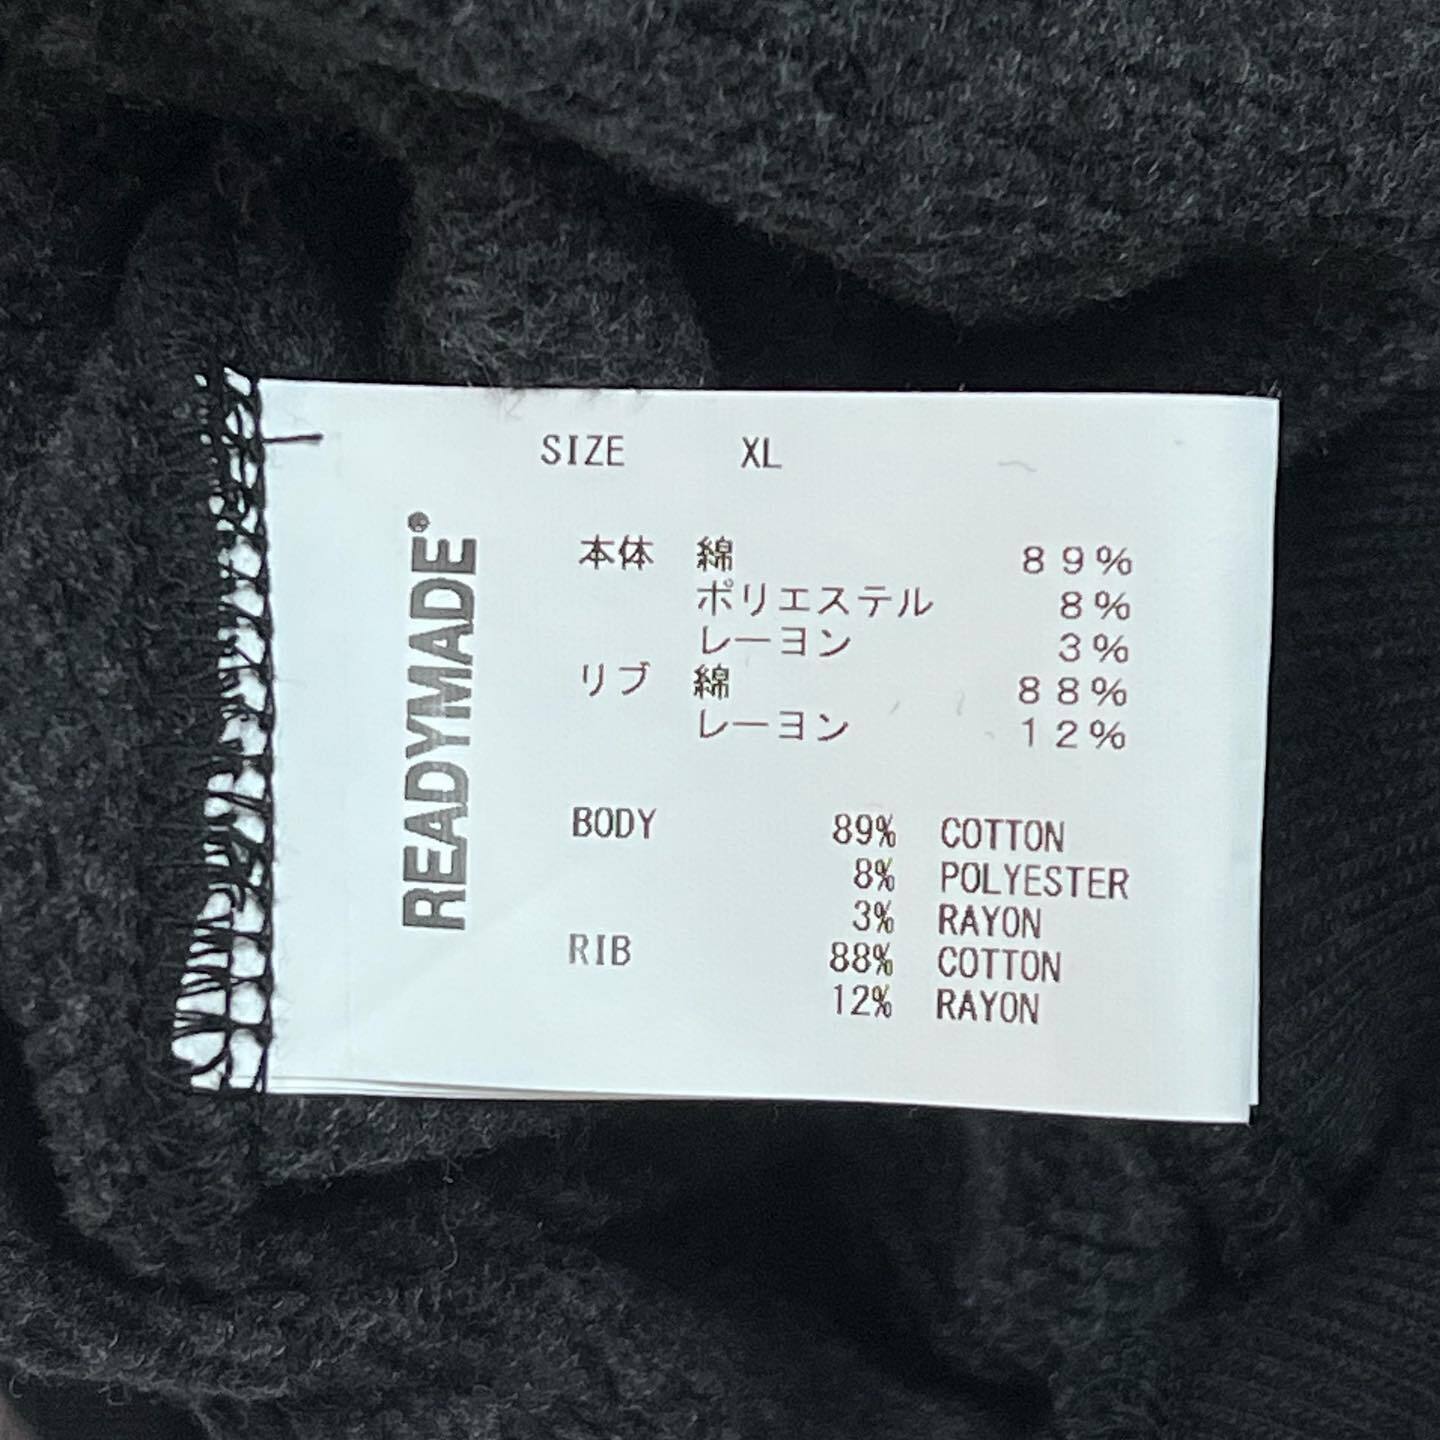 SIZE XL
READYMADE®
本体 綿 89%
ポリエステル 8%
レーヨン 3%
リブ 綿 88%
レーヨン 12%
BODY 89% COTTON
8% POLYESTER
3% RAYON
RIB 88% COTTON
12% RAYON